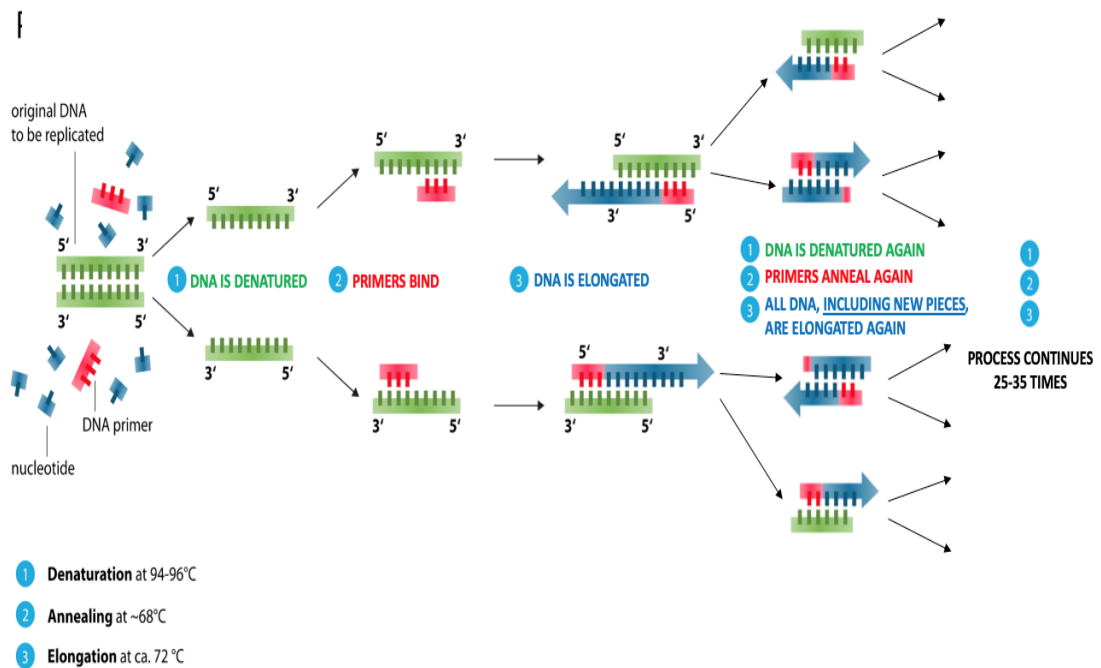 original DNA
to be replicated
5‘ 3‘
3‘ 5‘
DNA primer
nucleotide
5‘ 3‘
1 DNA IS DENATURED
3‘ 5‘
5‘ 3‘
2 PRIMERS BIND
3‘ 5‘
5‘ 3‘
3‘ 5‘
3 DNA IS ELONGATED
5‘ 3‘
3‘ 5‘
1 DNA IS DENATURED AGAIN
2 PRIMERS ANNEAL AGAIN
3 ALL DNA, INCLUDING NEW PIECES,
ARE ELONGATED AGAIN
1
2
3
PROCESS CONTINUES
25-35 TIMES
1 Denaturation at 94-96°C
2 Annealing at ~68°C
3 Elongation at ca. 72 °C